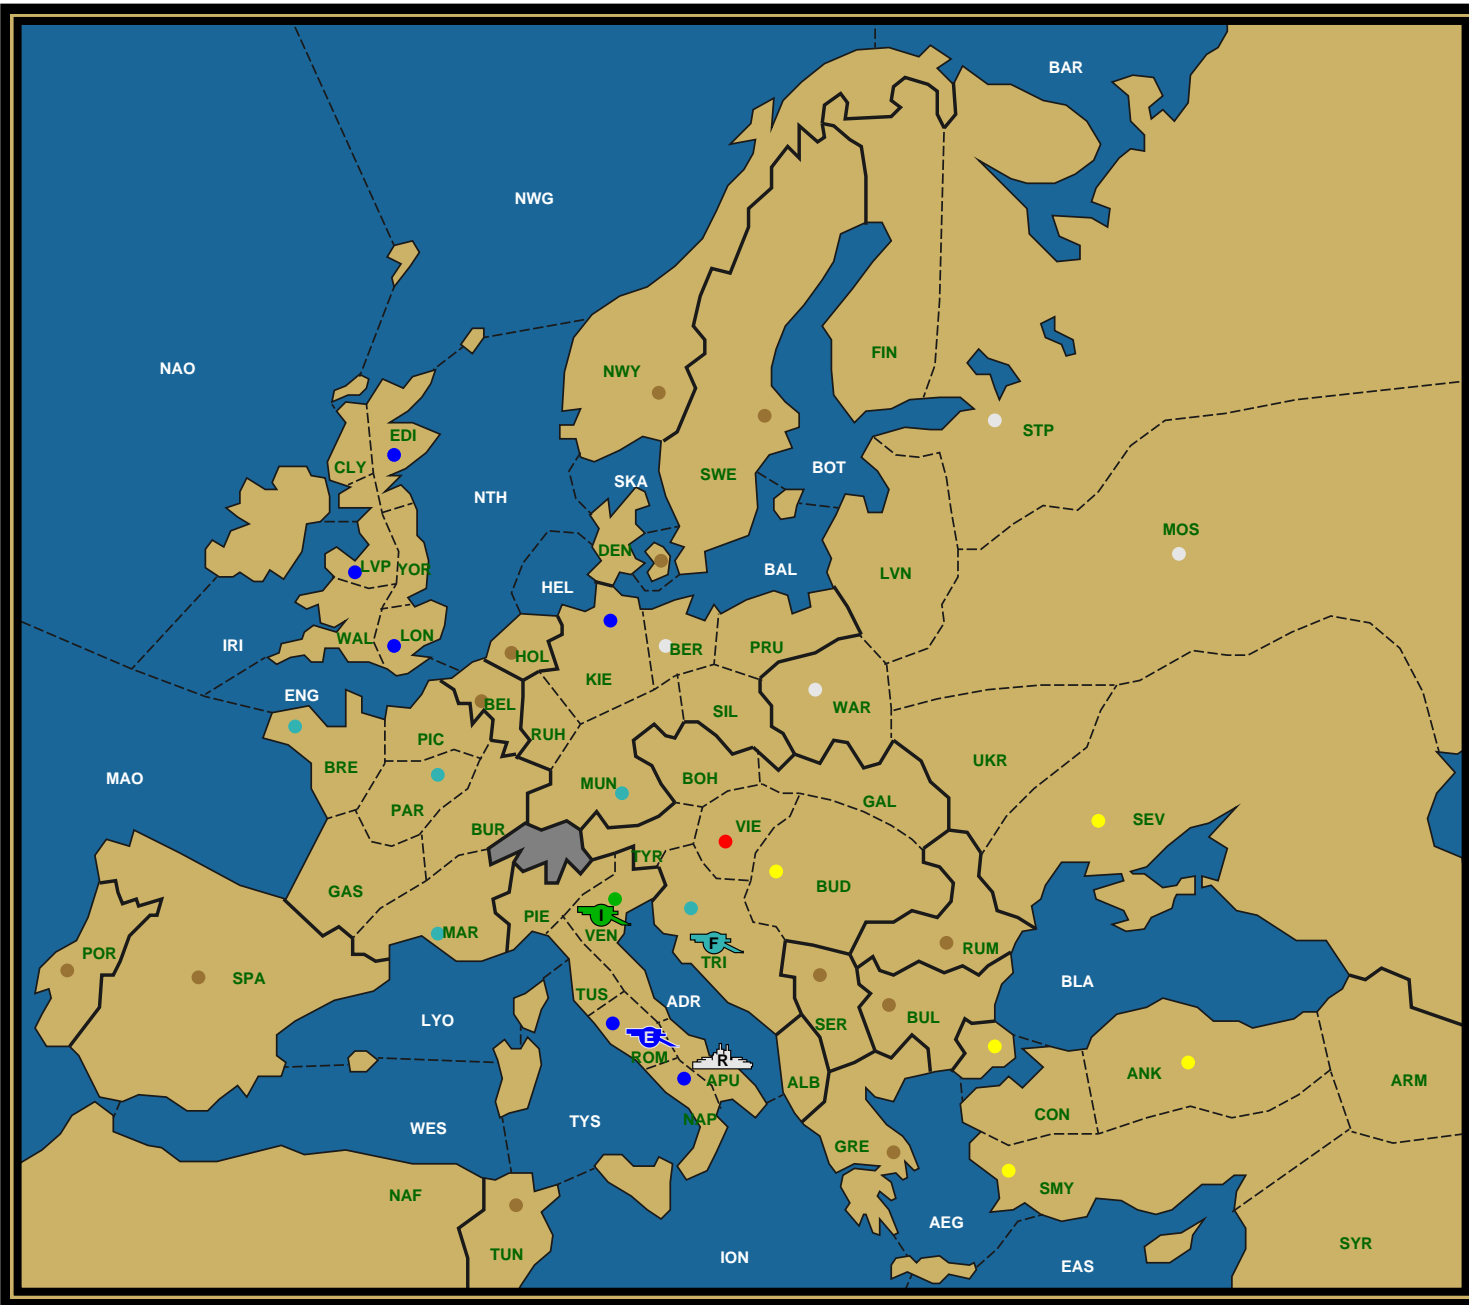 BAR
NWG
NAO
FIN
NWY
STP
EDI
CLY
SKA
BOT
SWE
NTH
MOS
DEN
LVP
YOR
BAL
LVN
HEL
WAL
LON
IRI
HOL
BER
PRU
KIE
ENG
BEL
WAR
SIL
PIC
RUH
BRE
UKR
MAO
MUN
BOH
GAL
PAR
BUR
VIE
SEV
TYR
BUD
GAS
PIE
I
VEN
MAR
F
TRI
RUM
POR
SPA
BLA
TUS
ADR
LYO
SER
BUL
E
ROM
R
APU
ALB
ANK
ARM
CON
NAP
TYS
WES
GRE
NAF
SMY
AEG
TUN
ION
EAS
SYR